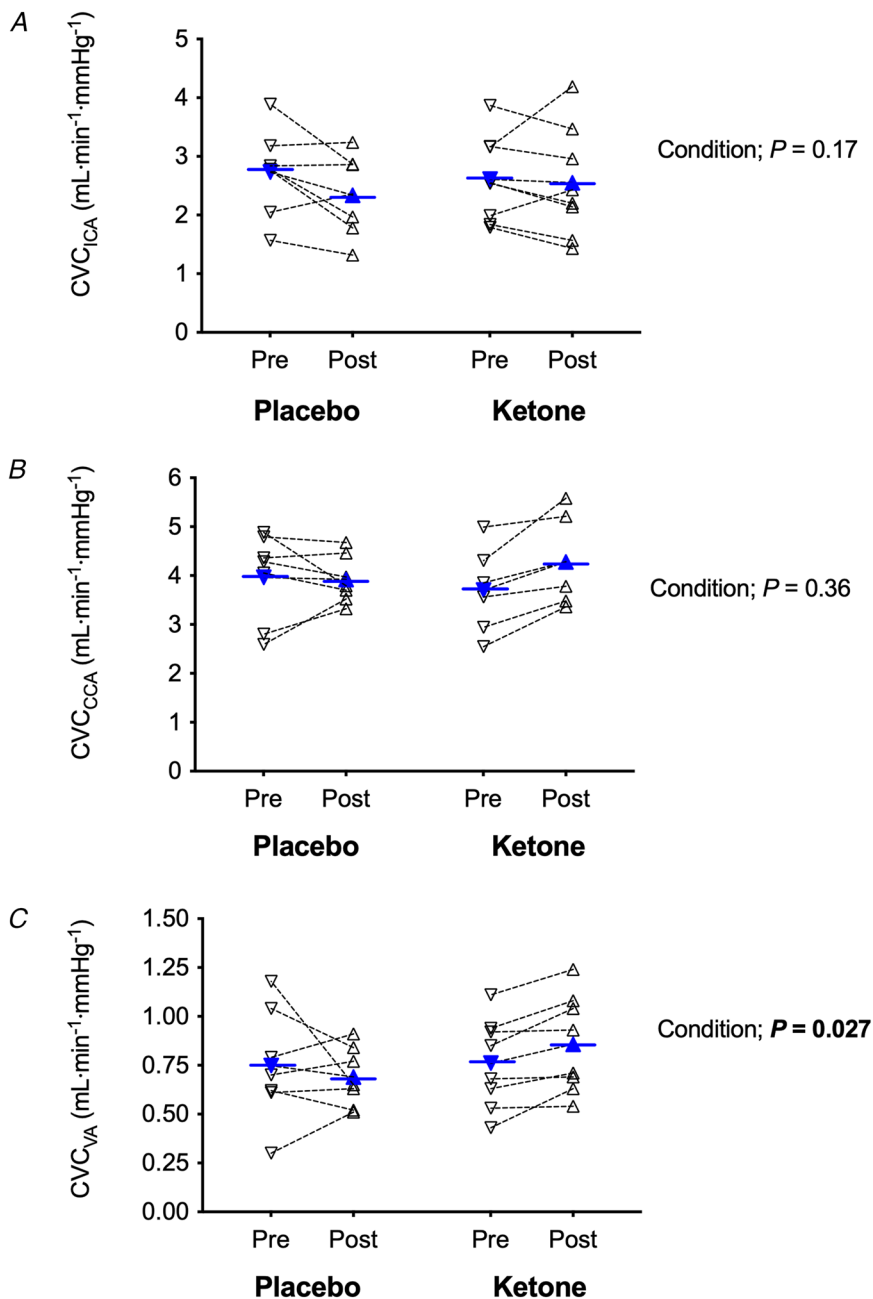 A
CVC_ICA (mL·min⁻¹·mmHg⁻¹)
5
4
3
2
1
0
Condition; P = 0.17
Pre Post Pre Post
Placebo Ketone
B
CVC_CCA (mL·min⁻¹·mmHg⁻¹)
6
5
4
3
2
1
0
Condition; P = 0.36
Pre Post Pre Post
Placebo Ketone
C
CVC_VA (mL·min⁻¹·mmHg⁻¹)
1.50
1.25
1.00
0.75
0.50
0.25
0.00
Condition; P = 0.027
Pre Post Pre Post
Placebo Ketone